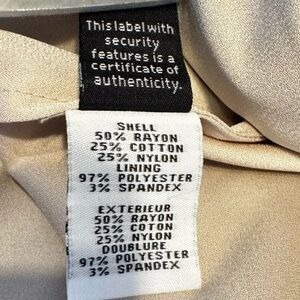 This label with
security
features is a
certificate of
authenticity.
SHELL
50% RAYON
25% COTTON
25% NYLON
LINING
97% POLYESTER
3% SPANDEX
EXTERIEUR
50% RAYON
25% COTON
25% NYLON
DOUBLURE
97% POLYESTER
3% SPANDEX